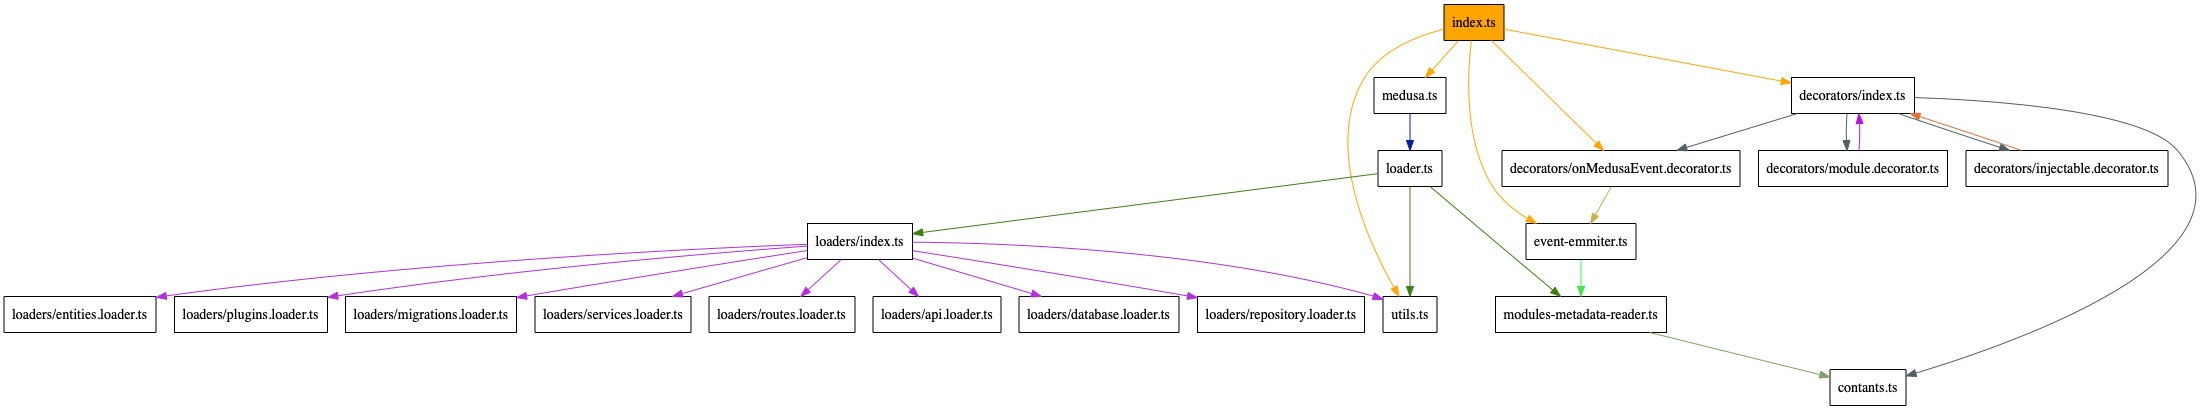 index.ts
medusa.ts
decorators/index.ts
loader.ts
decorators/onMedusaEvent.decorator.ts
decorators/module.decorator.ts
decorators/injectable.decorator.ts
loaders/index.ts
event-emmiter.ts
loaders/entities.loader.ts
loaders/plugins.loader.ts
loaders/migrations.loader.ts
loaders/services.loader.ts
loaders/routes.loader.ts
loaders/api.loader.ts
loaders/database.loader.ts
loaders/repository.loader.ts
utils.ts
modules-metadata-reader.ts
contants.ts